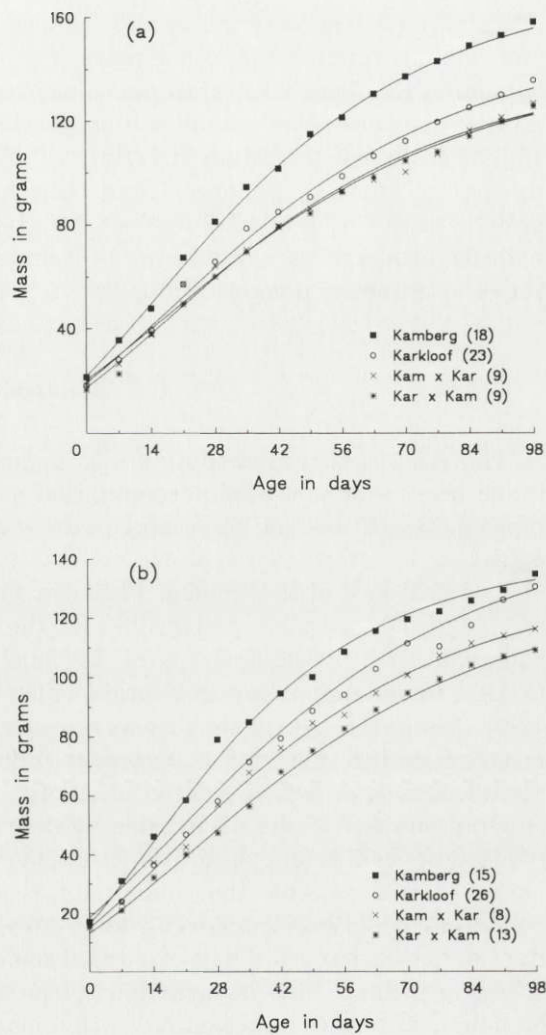 160
(a)
120
80
40
Mass in grams
Kamberg (18)
Karkloof (23)
Kam x Kar (9)
Kar x Kam (9)
0 14 28 42 56 70 84 98
Age in days
140
(b)
120
100
80
60
40
20
Mass in grams
Kamberg (15)
Karkloof (26)
Kam x Kar (8)
Kar x Kam (13)
0 14 28 42 56 70 84 98
Age in days